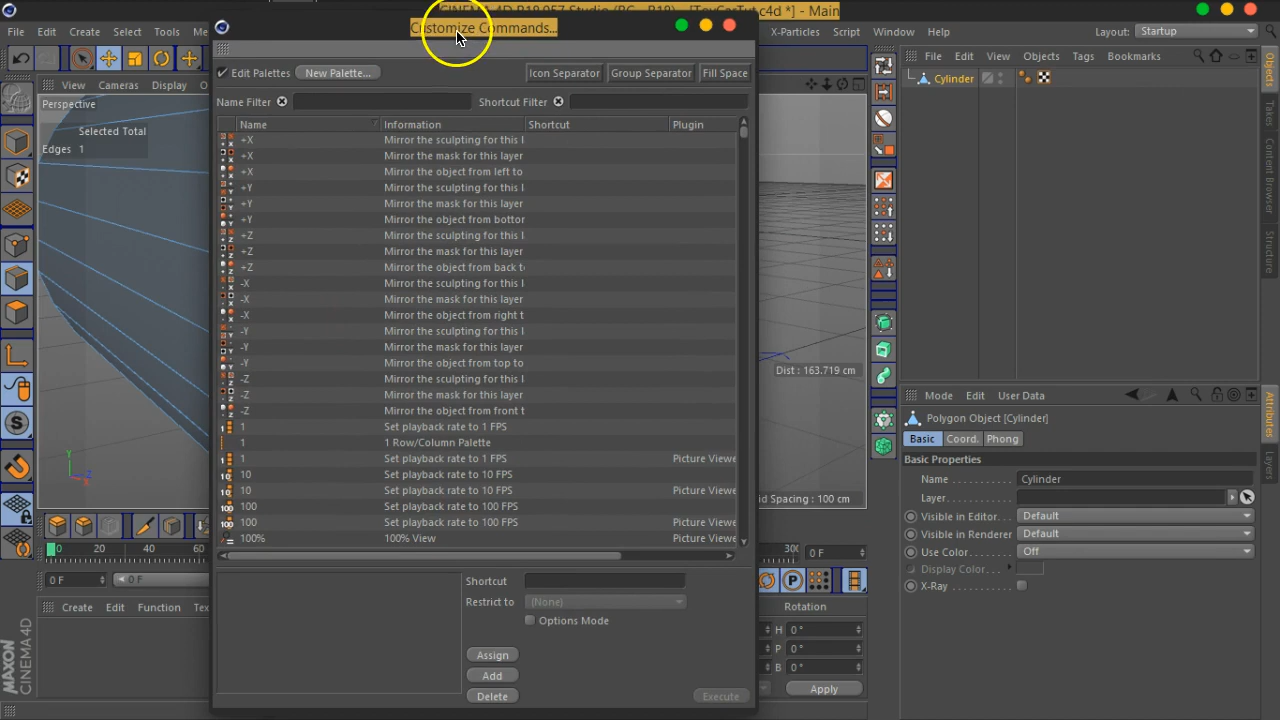 [ToyCarTut.c4d *] - Main
Customize Commands...
File Edit Create Select Tools
X-Particles Script Window Help Layout: Startup
Edit Palettes New Palette... Icon Separator Group Separator Fill Space
File Edit View Objects Tags Bookmarks
View Cameras Display
Cylinder
Name Filter Shortcut Filter
Perspective
Name Information Shortcut Plugin
Selected Total
Edges 1
+X Mirror the sculpting for this l
+X Mirror the mask for this layer
+X Mirror the object from left to
+Y Mirror the sculpting for this l
+Y Mirror the mask for this layer
+Y Mirror the object from bottor
+Z Mirror the sculpting for this l
+Z Mirror the mask for this layer
+Z Mirror the object from back t
-X Mirror the sculpting for this l
-X Mirror the mask for this layer
-X Mirror the object from right t
-Y Mirror the sculpting for this l
-Y Mirror the mask for this layer
-Y Mirror the object from top to
-Z Mirror the sculpting for this l
-Z Mirror the mask for this layer
-Z Mirror the object from front t
1 Set playback rate to 1 FPS
1 1 Row/Column Palette
1 Set playback rate to 1 FPS Picture Viewe
10 Set playback rate to 10 FPS
10 Set playback rate to 10 FPS Picture Viewe
100 Set playback rate to 100 FPS
100 Set playback rate to 100 FPS Picture Viewe
100% 100% View Picture Viewe
Dist : 163.719 cm
id Spacing : 100 cm
Y
Z
Objects
Takes
Content Browser
Structure
Mode Edit User Data
Polygon Object [Cylinder]
Basic Coord. Phong
Basic Properties
Name Cylinder
Layer
Visible in Editor Default
Visible in Renderer Default
Use Color Off
Display Color
X-Ray
Attributes
Layers
0 20 40 60 300 0 F
0 F 0 F
Create Edit Function
Shortcut
Restrict to (None)
Options Mode
Assign
Add
Delete
Execute
Rotation
H 0 °
P 0 °
B 0 °
Apply
MAXON
CINEMA 4D